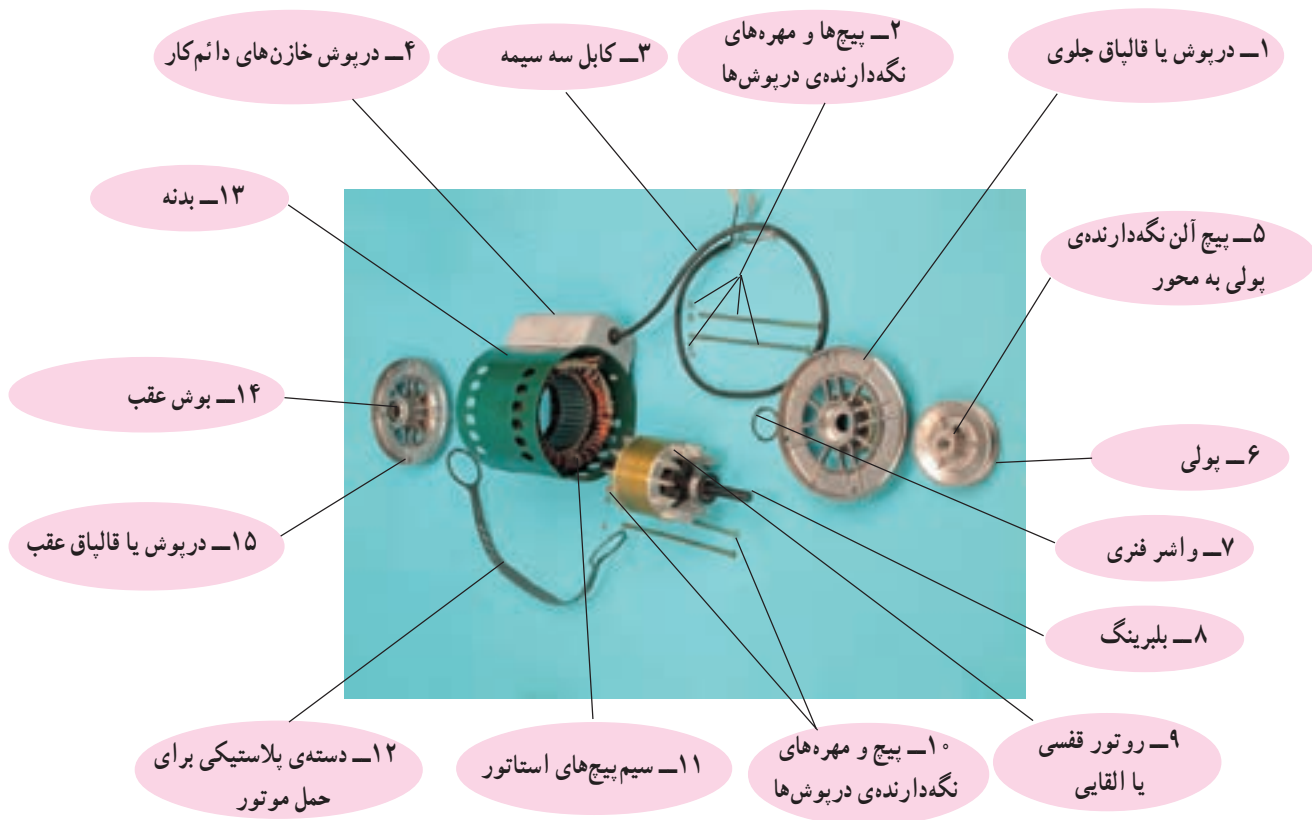 ۱ــ درپوش یا قالپاق جلوی
۲ــ پیچ‌ها و مهره‌های
نگه‌دارنده‌ی درپوش‌ها
۳ــ کابل سه سیمه
۴ــ درپوش خازن‌های دائم‌کار
۵ــ پیچ آلن نگه‌دارنده‌ی
پولی به محور
۶ــ پولی
۷ــ واشر فنری
۸ــ بلبرینگ
۹ــ روتور قفسی
یا القایی
۱۰ــ پیچ و مهره‌های
نگه‌دارنده‌ی درپوش‌ها
۱۱ــ سیم‌پیچ‌های استاتور
۱۲ــ دسته‌ی پلاستیکی برای
حمل موتور
۱۳ــ بدنه
۱۴ــ بوش عقب
۱۵ــ درپوش یا قالپاق عقب